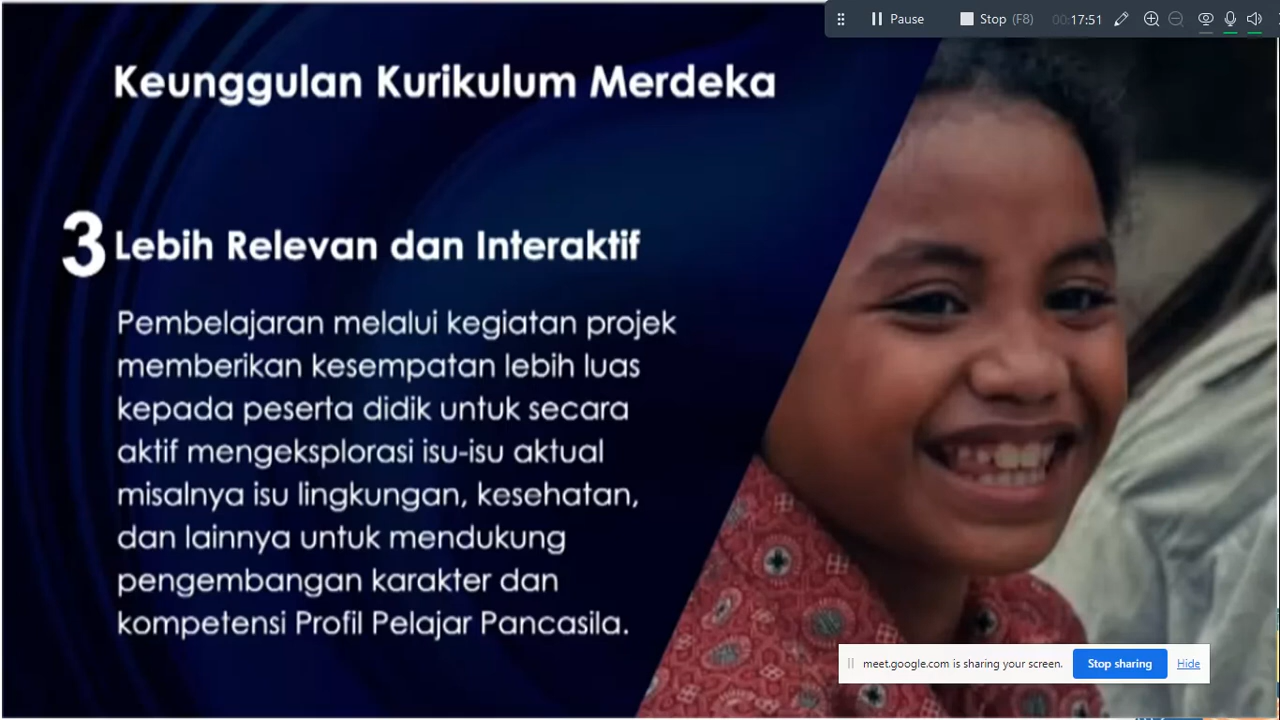 Pause
Stop (F8)
00:17:51
Keunggulan Kurikulum Merdeka
3 Lebih Relevan dan Interaktif
Pembelajaran melalui kegiatan projek
memberikan kesempatan lebih luas
kepada peserta didik untuk secara
aktif mengeksplorasi isu-isu aktual
misalnya isu lingkungan, kesehatan,
dan lainnya untuk mendukung
pengembangan karakter dan
kompetensi Profil Pelajar Pancasila.
meet.google.com is sharing your screen.
Stop sharing
Hide